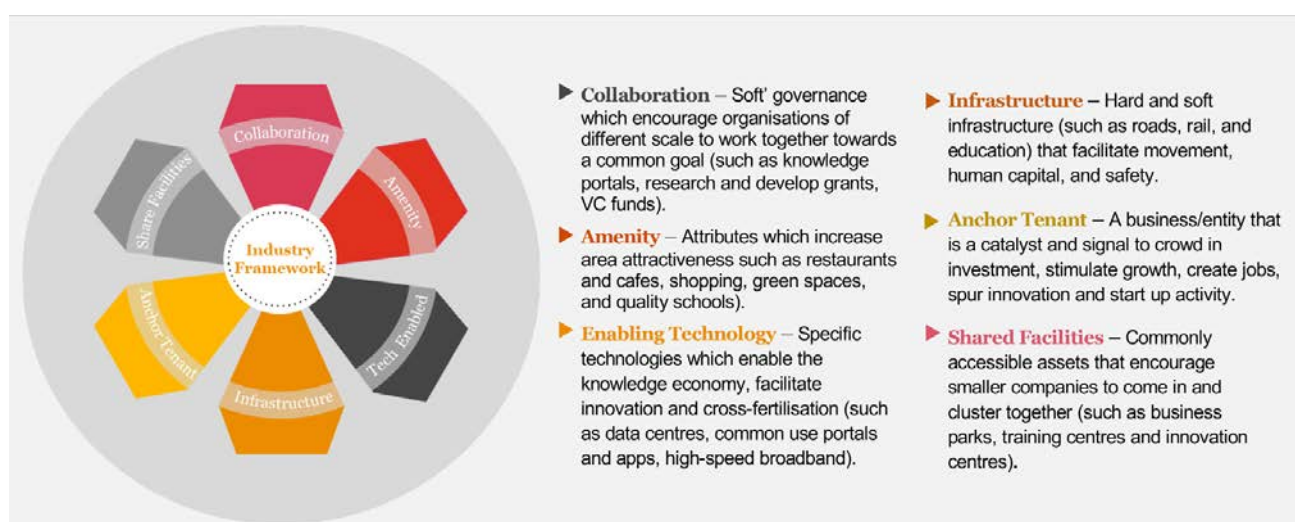 Collaboration
Amenity
Tech Enabled
Infrastructure
Anchor Tenant
Share Facilities
Industry
Framework
Collaboration – Soft’ governance
which encourage organisations of
different scale to work together towards
a common goal (such as knowledge
portals, research and develop grants,
VC funds).
Amenity – Attributes which increase
area attractiveness such as restaurants
and cafes, shopping, green spaces,
and quality schools).
Enabling Technology – Specific
technologies which enable the
knowledge economy, facilitate
innovation and cross-fertilisation (such
as data centres, common use portals
and apps, high-speed broadband).
Infrastructure – Hard and soft
infrastructure (such as roads, rail, and
education) that facilitate movement,
human capital, and safety.
Anchor Tenant – A business/entity that
is a catalyst and signal to crowd in
investment, stimulate growth, create jobs,
spur innovation and start up activity.
Shared Facilities – Commonly
accessible assets that encourage
smaller companies to come in and
cluster together (such as business
parks, training centres and innovation
centres).